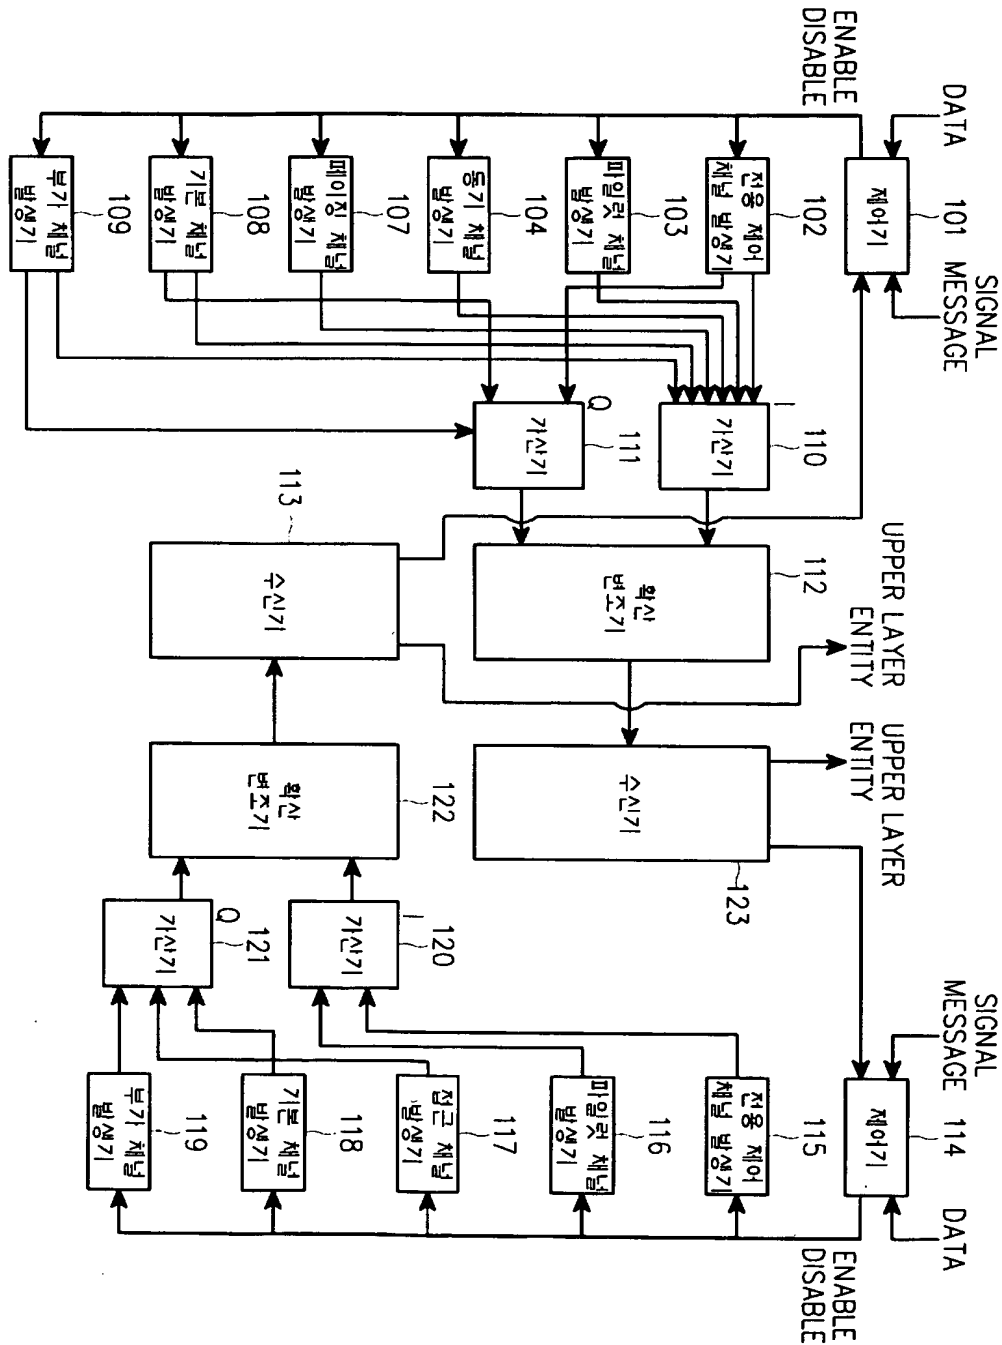 DATA
SIGNAL
MESSAGE
제어기
101
ENABLE
DISABLE
전용 제어
채널 발생기
102
파일럿 채널
발생기
103
동기 채널
발생기
104
페이징 채널
발생기
107
기본 채널
발생기
108
부가 채널
발생기
109
I
가산기
110
Q
가산기
111
확산
변조기
112
수신기
113
UPPER LAYER
ENTITY
UPPER LAYER
ENTITY
수신기
123
확산
변조기
122
I
가산기
120
Q
가산기
121
SIGNAL
MESSAGE
DATA
제어기
114
ENABLE
DISABLE
전용 제어
채널 발생기
115
파일럿 채널
발생기
116
접근 채널
발생기
117
기본 채널
발생기
118
부가 채널
발생기
119